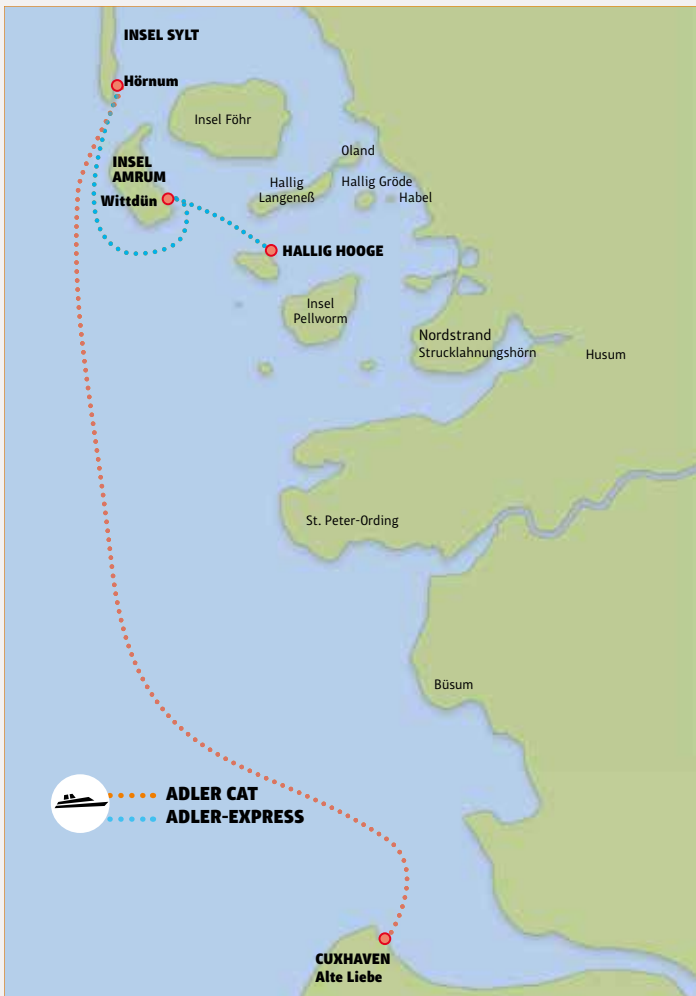 INSEL SYLT
Hörnum
Insel Föhr
Oland
INSEL
AMRUM
Hallig
Langeneß
Hallig Gröde
Habel
Wittdün
HALLIG HOOGE
Insel
Pellworm
Nordstrand
Strucklahnungshörn
Husum
St. Peter-Ording
Büsum
ADLER CAT
ADLER-EXPRESS
CUXHAVEN
Alte Liebe